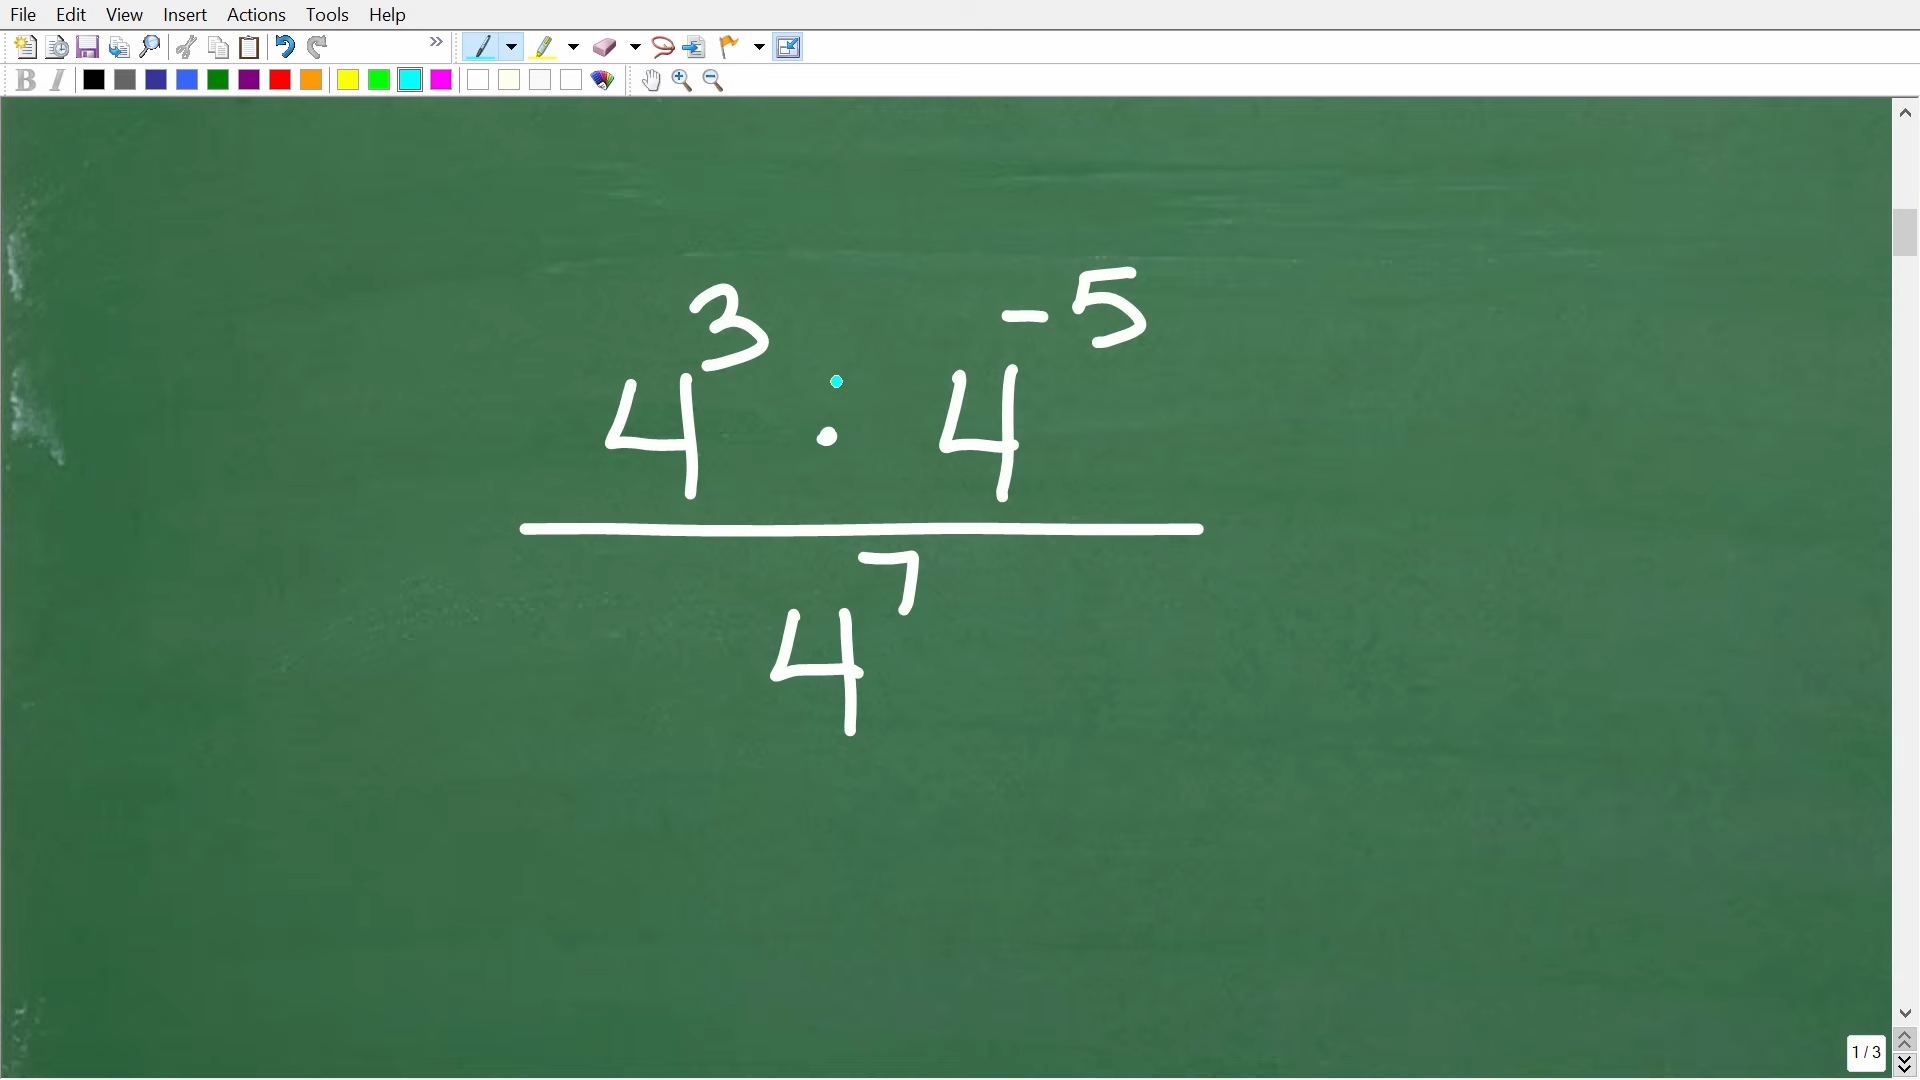 File Edit View Insert Actions Tools Help
B I
4³ · 4⁻⁵
4⁷
1 / 3